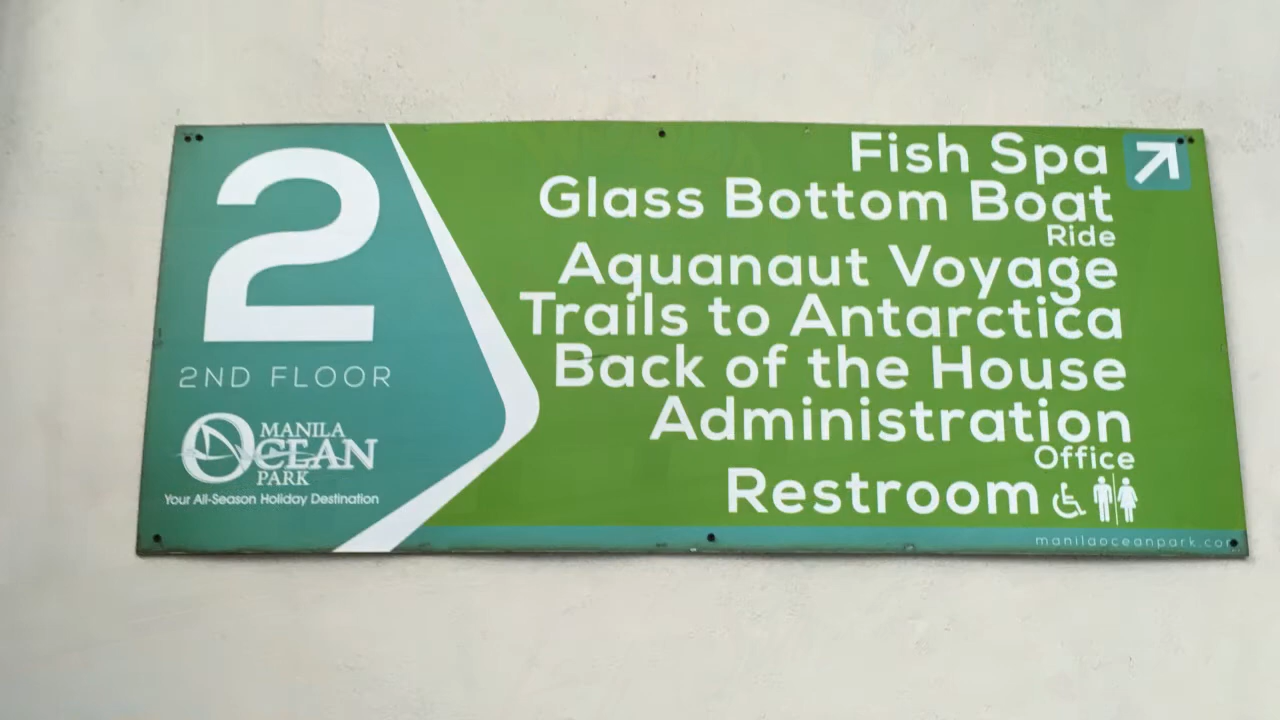 2
2ND FLOOR
MANILA
OCEAN
PARK
Your All-Season Holiday Destination
Fish Spa
Glass Bottom Boat
Ride
Aquanaut Voyage
Trails to Antarctica
Back of the House
Administration
Office
Restroom
manilaoceanpark.com